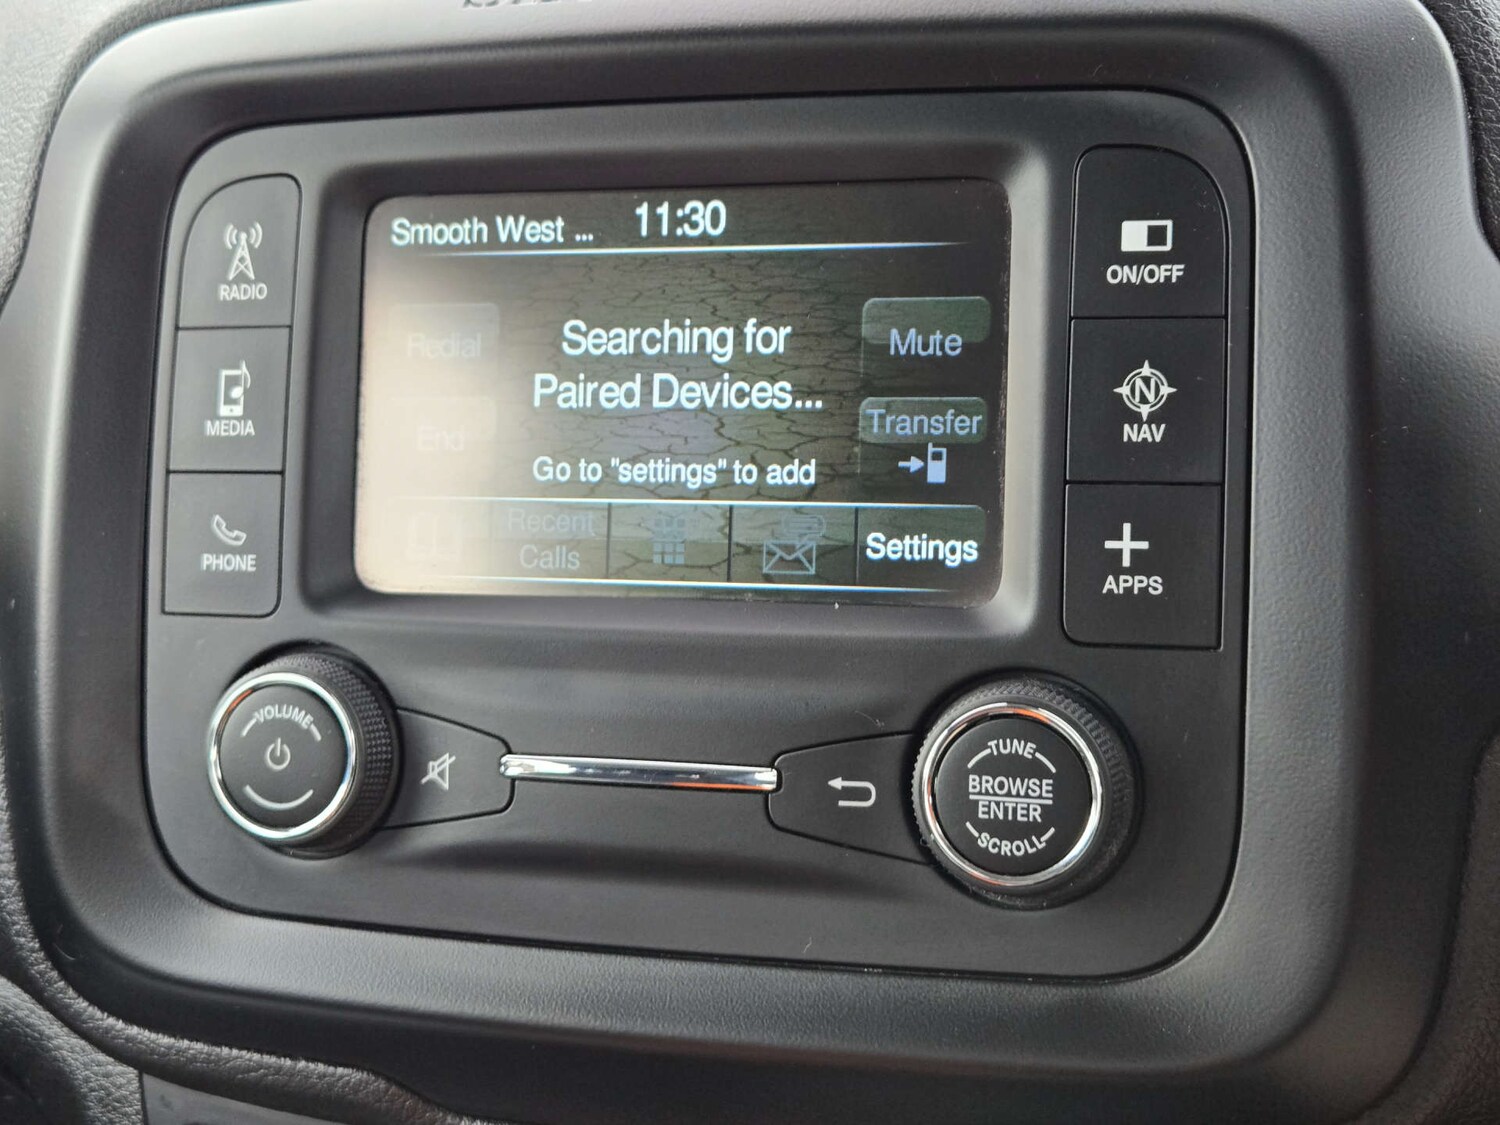 Smooth West ... 11:30
Redial
End
Searching for
Paired Devices...
Go to "settings" to add
Mute
Transfer
Recent
Calls
Settings
RADIO
MEDIA
PHONE
ON/OFF
N
NAV
APPS
VOLUME
TUNE
BROWSE
ENTER
SCROLL